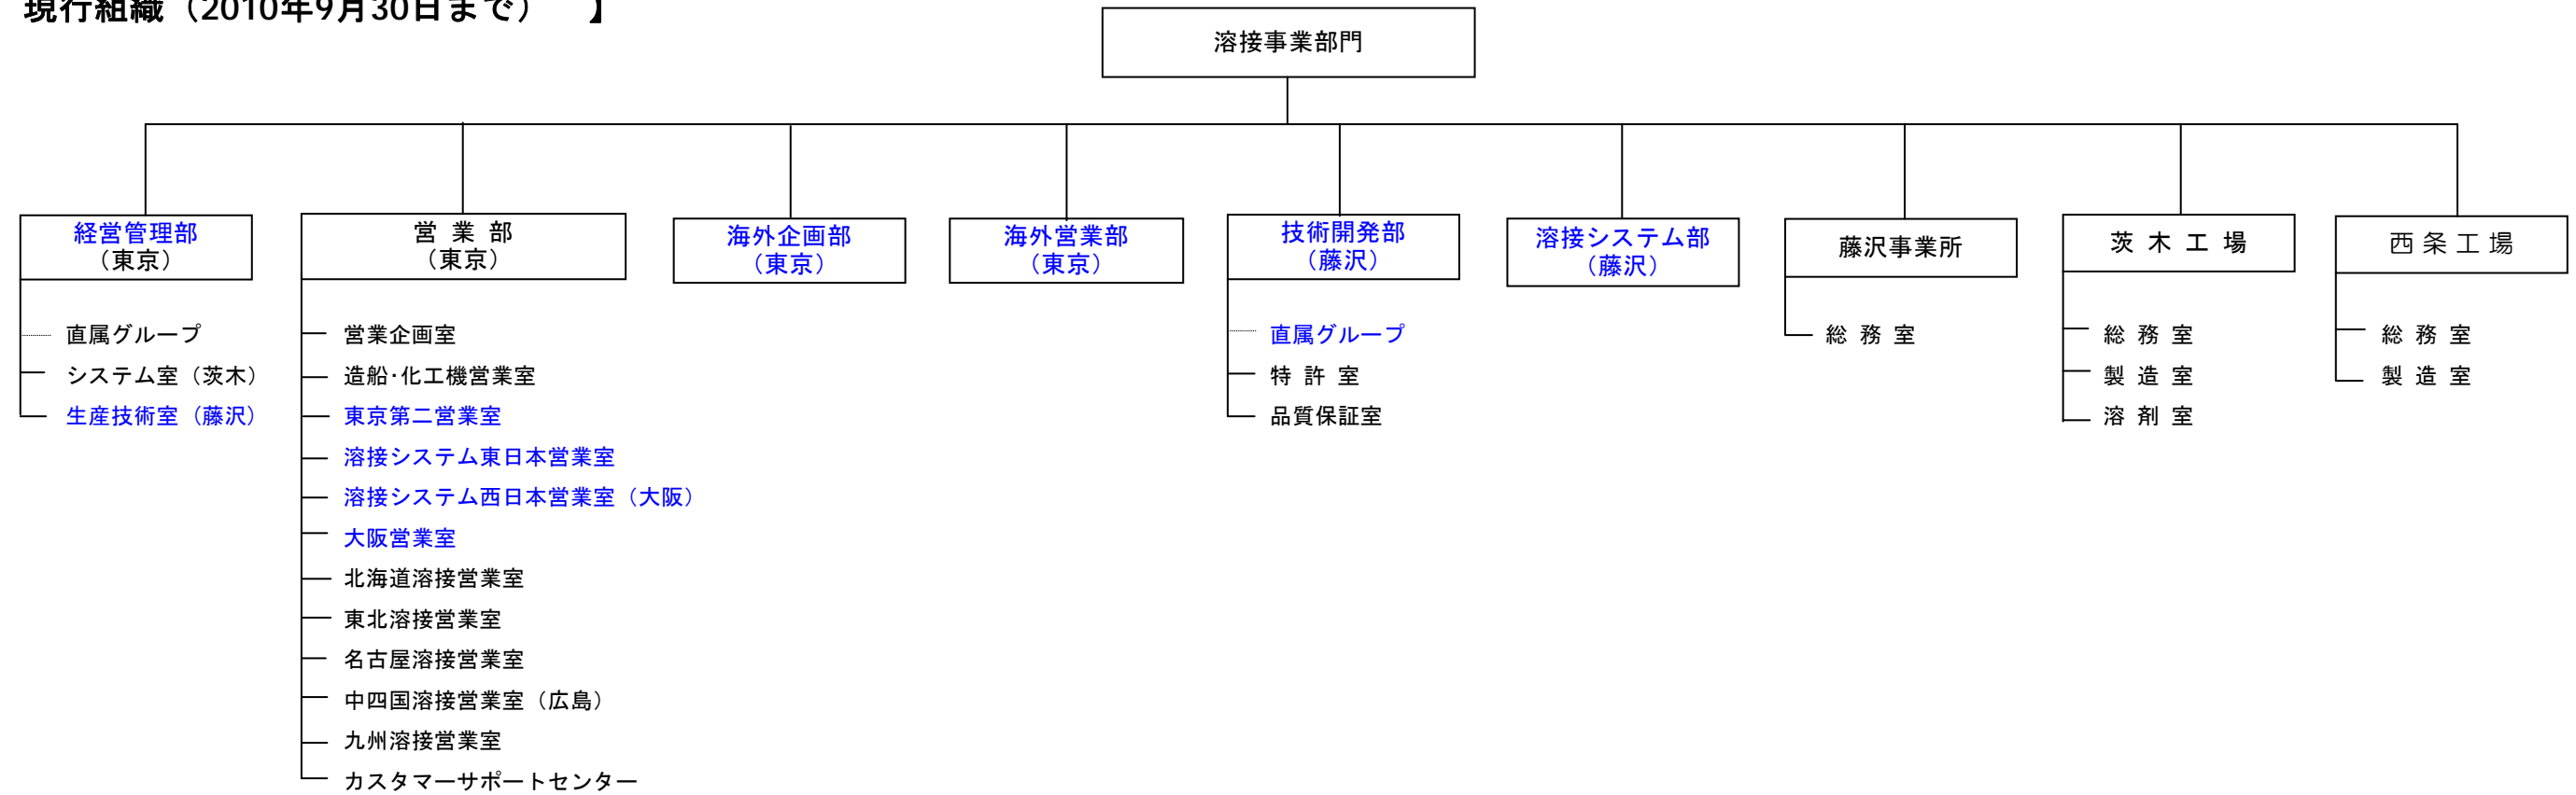 現行組織（2010年9月30日まで）　】
溶接事業部門
経営管理部
（東京）
直属グループ
システム室（茨木）
生産技術室（藤沢）
営 業 部
（東京）
営業企画室
造船・化工機営業室
東京第二営業室
溶接システム東日本営業室
溶接システム西日本営業室（大阪）
大阪営業室
北海道溶接営業室
東北溶接営業室
名古屋溶接営業室
中四国溶接営業室（広島）
九州溶接営業室
カスタマーサポートセンター
海外企画部
（東京）
海外営業部
（東京）
技術開発部
（藤沢）
直属グループ
特 許 室
品質保証室
溶接システム部
（藤沢）
藤沢事業所
総 務 室
茨 木 工 場
総 務 室
製 造 室
溶 剤 室
西 条 工 場
総 務 室
製 造 室